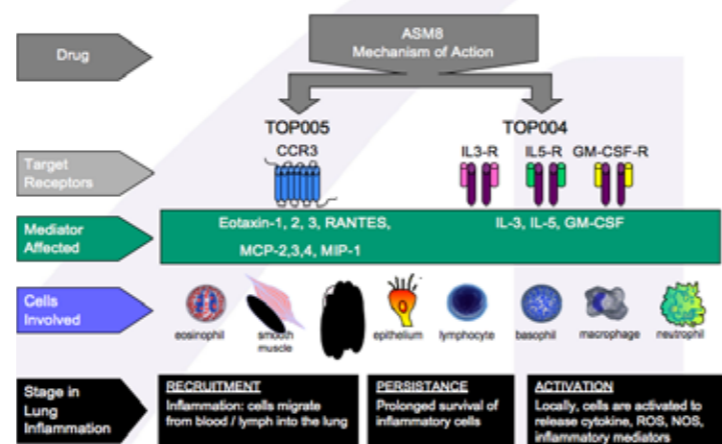 ASM8
Mechanism of Action
Drug
TOP005
TOP004
CCR3
IL3-R
IL5-R
GM-CSF-R
Target
Receptors
Mediator
Affected
Eotaxin-1, 2, 3, RANTES,
MCP-2,3,4, MIP-1
IL-3, IL-5, GM-CSF
Cells
Involved
eosinophil
smooth
muscle
epithelium
lymphocyte
basophil
macrophage
neutrophil
Stage in
Lung
Inflammation
RECRUITMENT
Inflammation: cells migrate
from blood / lymph into the lung
PERSISTANCE
Prolonged survival of
inflammatory cells
ACTIVATION
Locally, cells are activated to
release cytokine, ROS, NOS,
inflammatory mediators